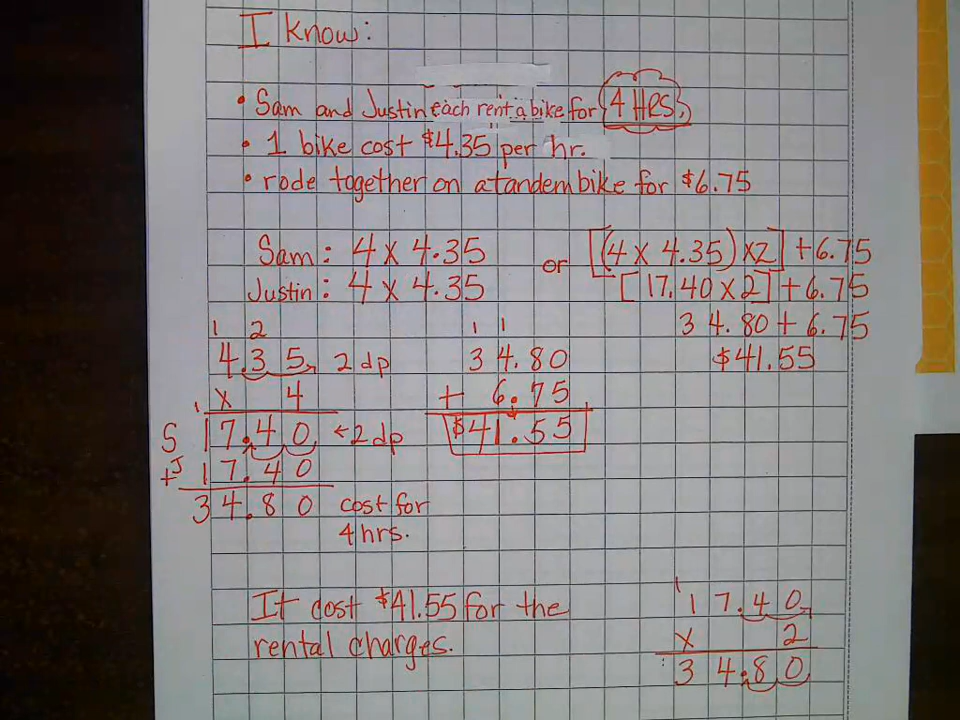 I know:
• Sam and Justin each rent a bike for 4 HRS,
• 1 bike cost $4.35 per hr.
• rode together on a tandem bike for $6.75
Sam: 4 x 4.35
Justin: 4 x 4.35
or
[(4 x 4.35) x 2] + 6.75
[17.40 x 2] + 6.75
34.80 + 6.75
$41.55
1 2
4.35 2 dp
x 4
1
S 17.40 ← 2 dp
+J 17.40
34.80 cost for
4 hrs.
1 1
34.80
+ 6.75
$41.55
It dost $41.55 for the
rental charges.
1
17.40
x 2
34.80